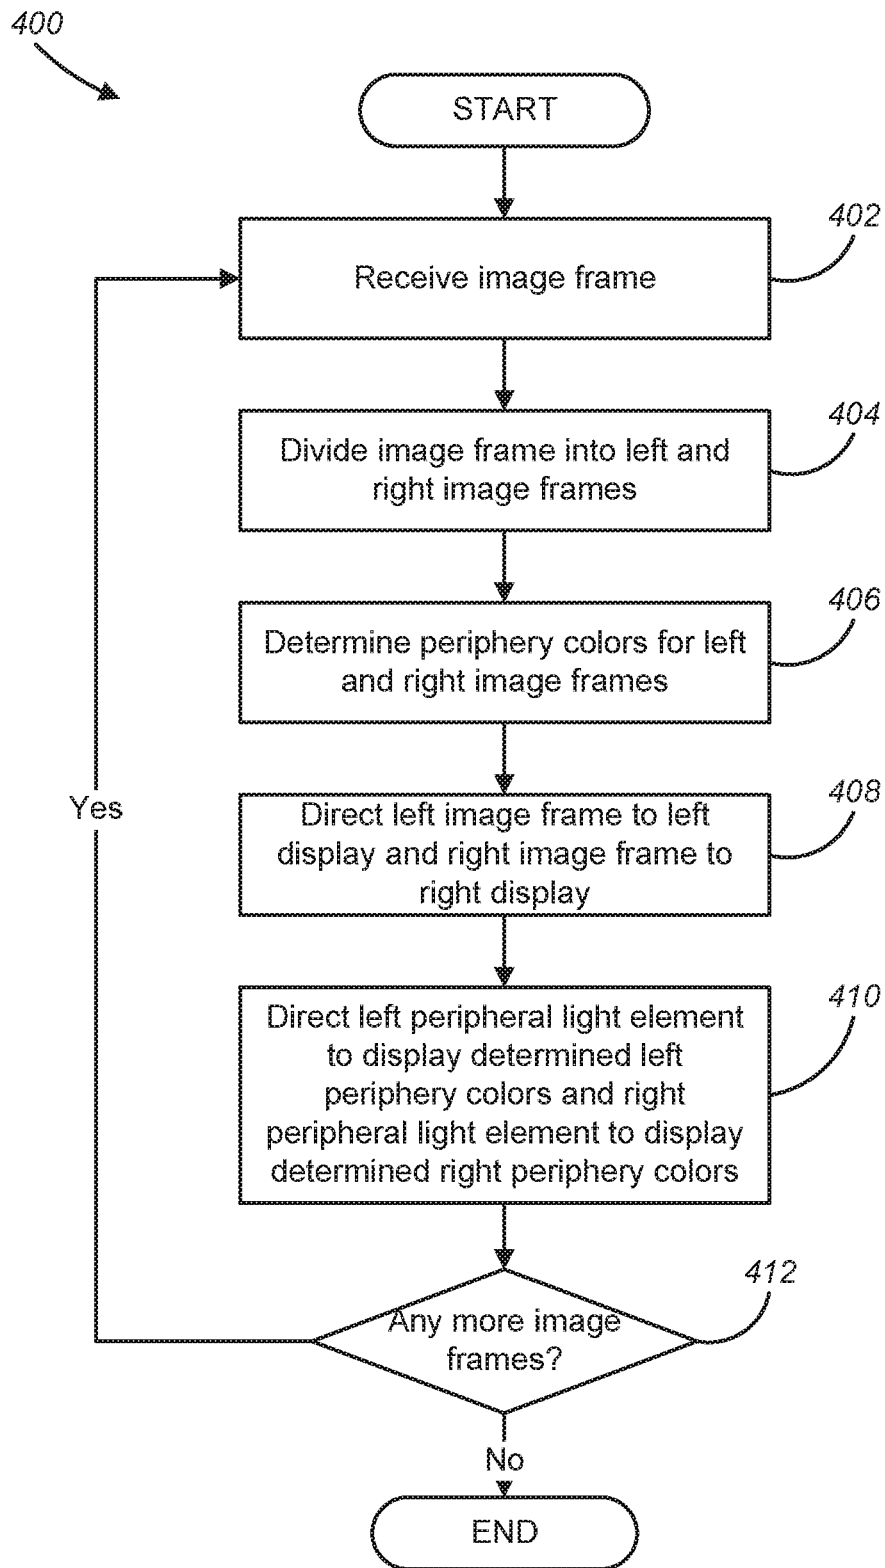 400
START
402
Receive image frame
404
Divide image frame into left and
right image frames
406
Determine periphery colors for left
and right image frames
408
Direct left image frame to left
display and right image frame to
right display
410
Direct left peripheral light element
to display determined left
periphery colors and right
peripheral light element to display
determined right periphery colors
412
Any more image
frames?
Yes
No
END